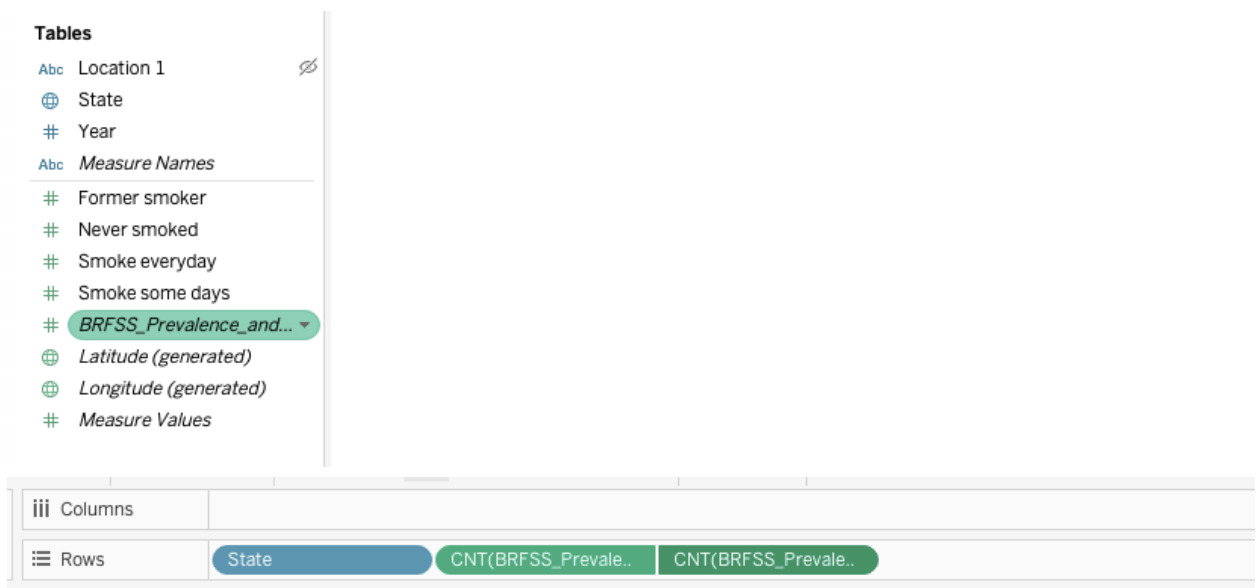 Tables
Abc Location 1
State
# Year
Abc Measure Names
# Former smoker
# Never smoked
# Smoke everyday
# Smoke some days
# BRFSS_Prevalence_and...
Latitude (generated)
Longitude (generated)
# Measure Values
Columns
Rows State CNT(BRFSS_Prevale.. CNT(BRFSS_Prevale..